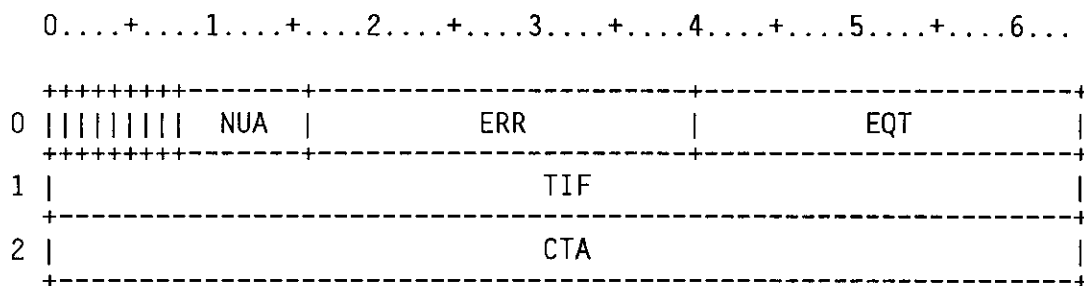 0....+....1....+....2....+....3....+....4....+....5....+....6...
+++++++++-------+-----------------------+-----------------------+
0 ||||||||| NUA | ERR | EQT |
+++++++++-------+-----------------------+-----------------------+
1 | TIF |
+---------------------------------------------------------------+
2 | CTA |
+---------------------------------------------------------------+